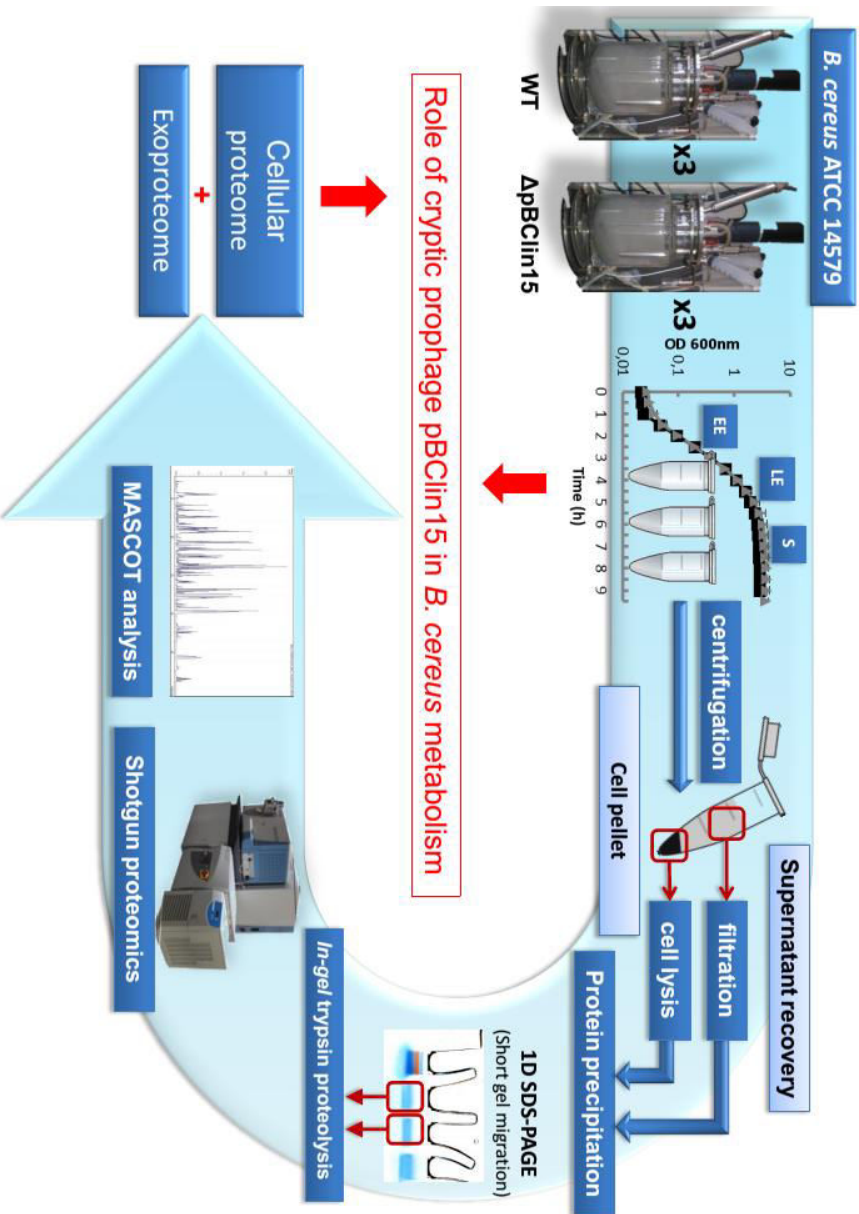 B. cereus ATCC 14579
x3
x3
WT
ΔpBClin15
OD 600nm
10
1
0,1
0,01
0 1 2 3 4 5 6 7 8 9
Time (h)
EE
LE
S
centrifugation
Cell pellet
Supernatant recovery
filtration
cell lysis
Protein precipitation
1D SDS-PAGE
(Short gel migration)
In-gel trypsin proteolysis
Shotgun proteomics
MASCOT analysis
Role of cryptic prophage pBClin15 in B. cereus metabolism
Cellular
proteome
+
Exoproteome